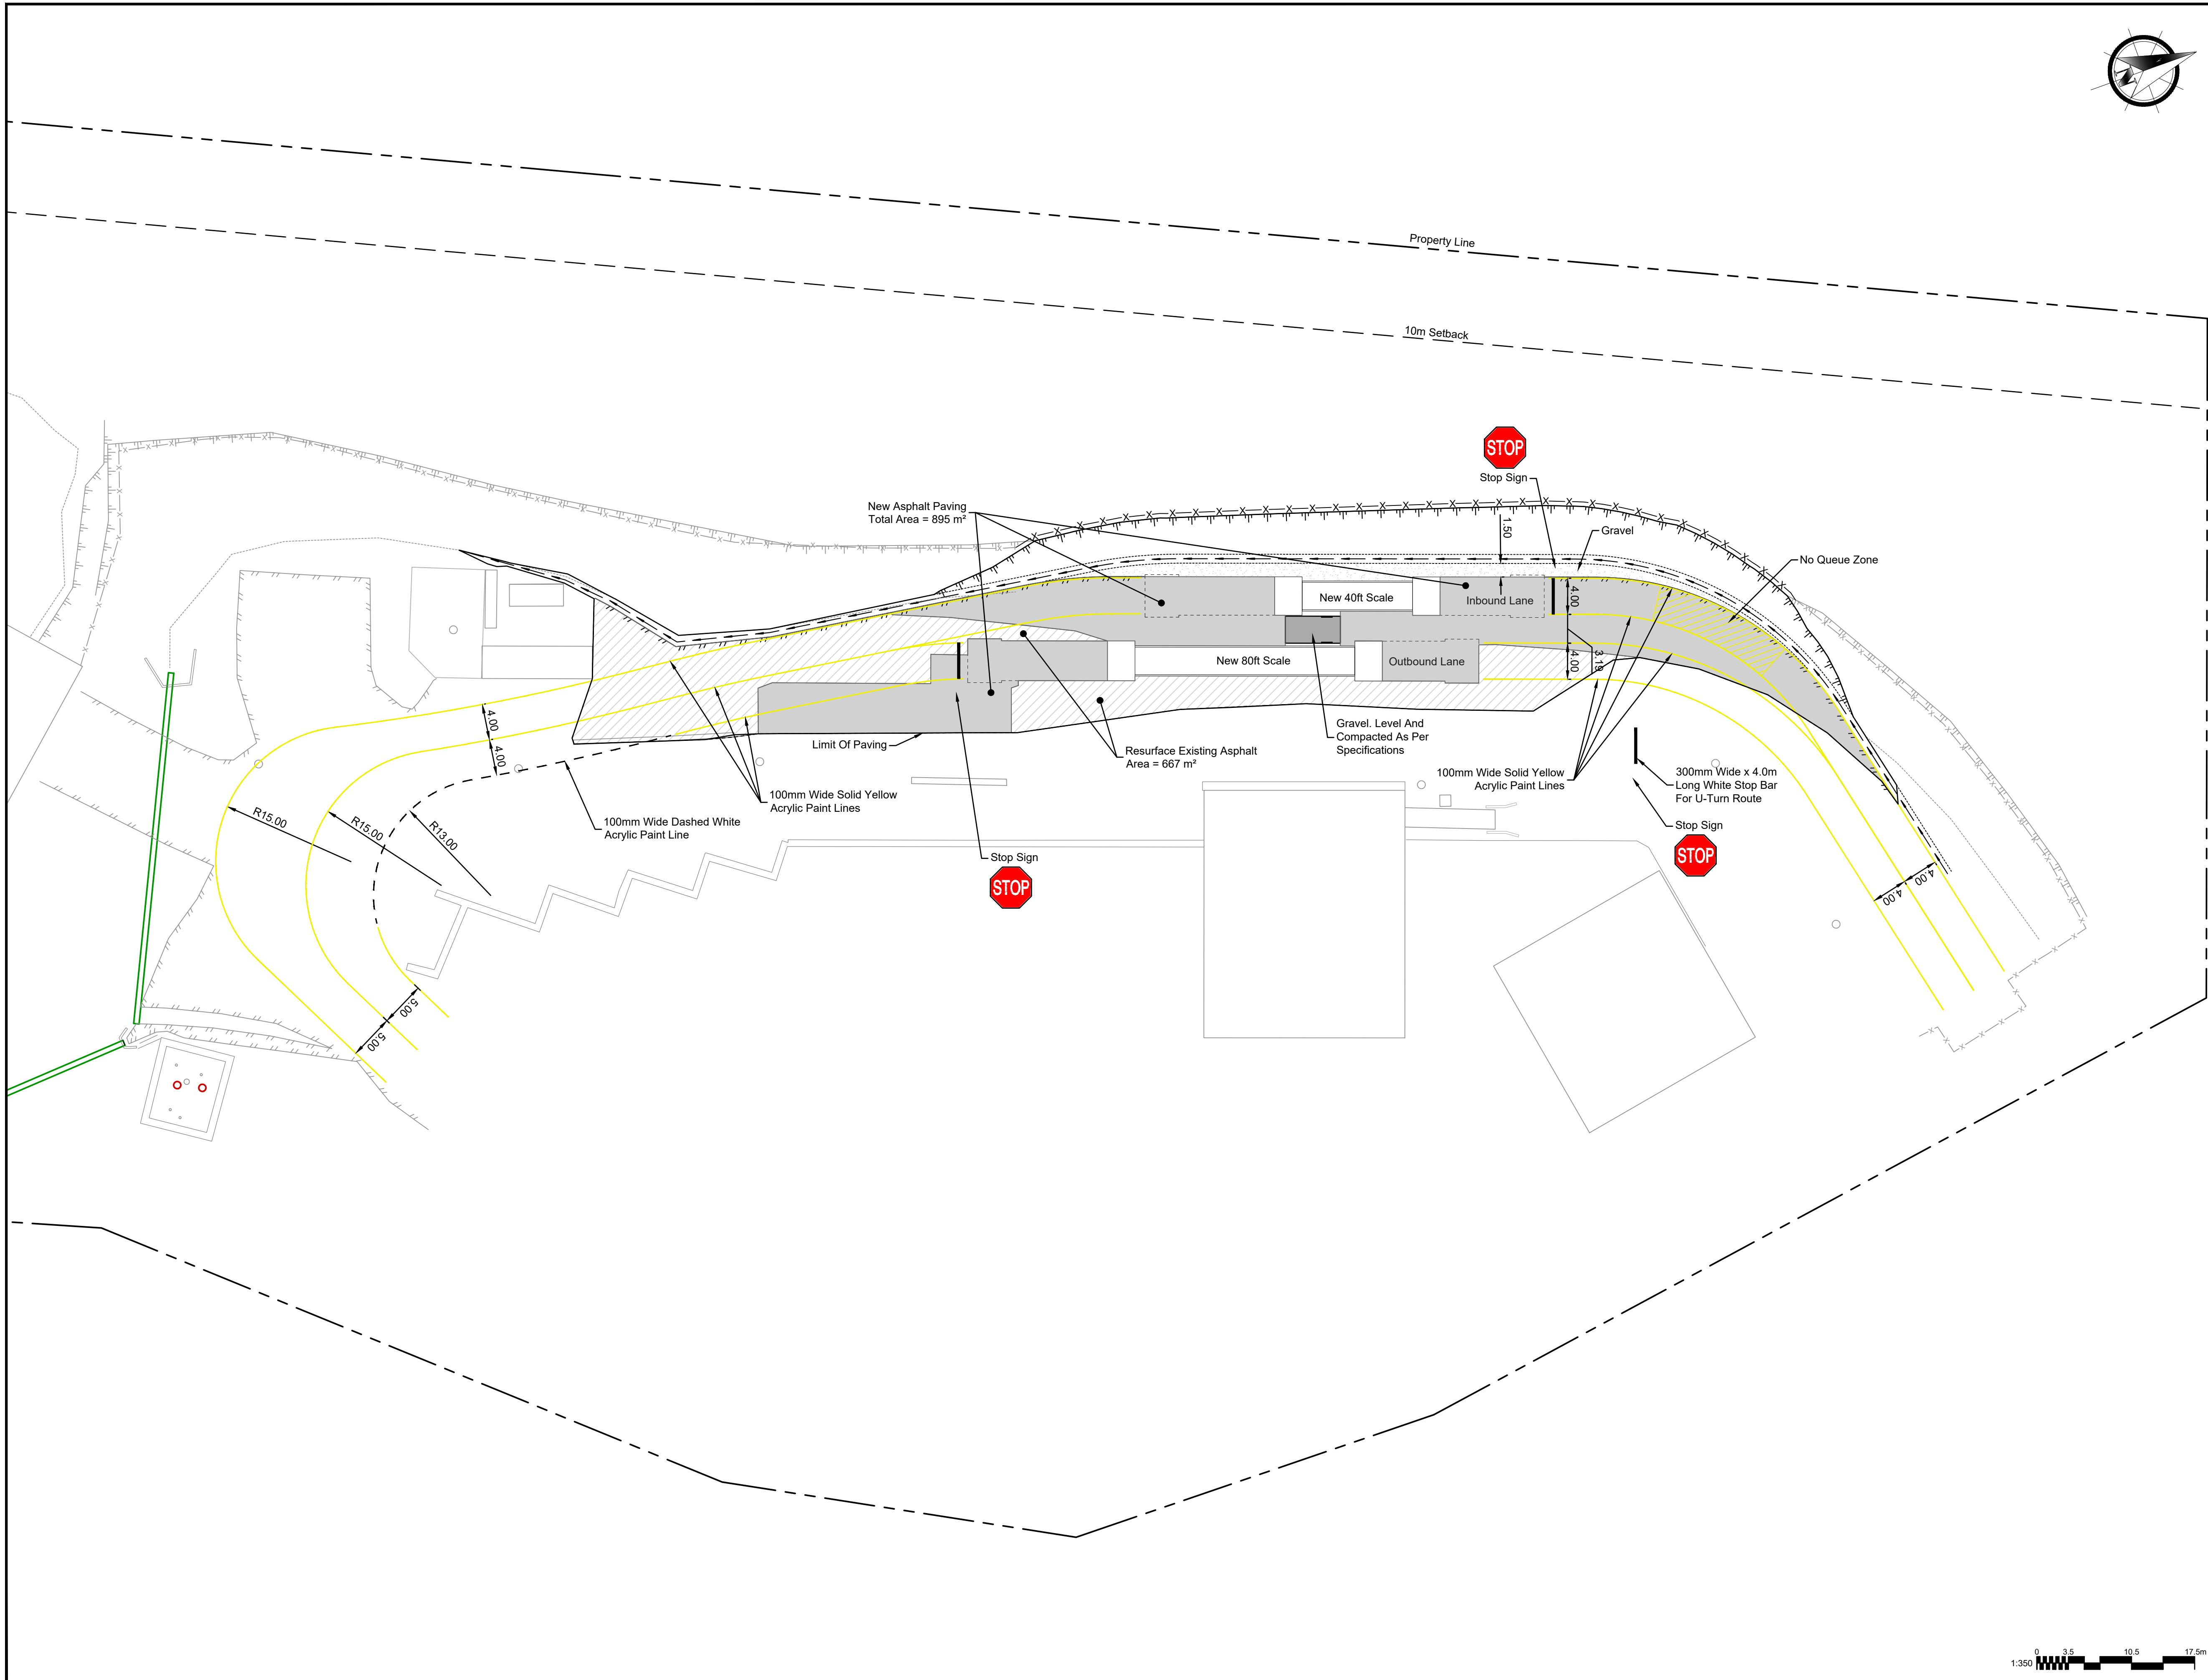 N
Property Line
10m Setback
STOP
Stop Sign
New Asphalt Paving
Total Area = 895 m²
1.50
Gravel
No Queue Zone
New 40ft Scale
Inbound Lane
4.00
New 80ft Scale
Outbound Lane
4.00
3.19
Gravel. Level And
Compacted As Per
Specifications
Limit Of Paving
Resurface Existing Asphalt
Area = 667 m²
4.00
4.00
100mm Wide Solid Yellow
Acrylic Paint Lines
100mm Wide Solid Yellow
Acrylic Paint Lines
300mm Wide x 4.0m
Long White Stop Bar
For U-Turn Route
100mm Wide Dashed White
Acrylic Paint Line
R15.00
R15.00
R13.00
Stop Sign
STOP
Stop Sign
STOP
4.00
4.00
5.00
5.00
1:350
0 3.5 10.5 17.5m